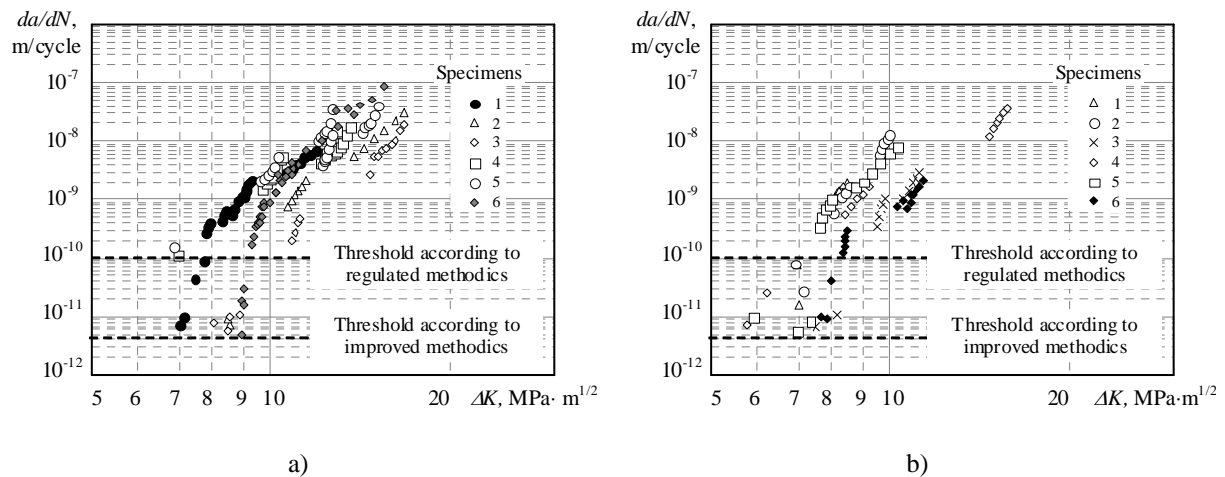 da/dN,
m/cycle
10⁻⁷
10⁻⁸
10⁻⁹
10⁻¹⁰
10⁻¹¹
10⁻¹²
Specimens
1
2
3
4
5
6
Threshold according to
regulated methodics
Threshold according to
improved methodics
5 6 7 8 9 10 20 ΔK, MPa· m^1/2
a)
da/dN,
m/cycle
10⁻⁷
10⁻⁸
10⁻⁹
10⁻¹⁰
10⁻¹¹
10⁻¹²
Specimens
1
2
3
4
5
6
Threshold according to
regulated methodics
Threshold according to
improved methodics
5 6 7 8 9 10 20 ΔK, MPa·m^1/2
b)